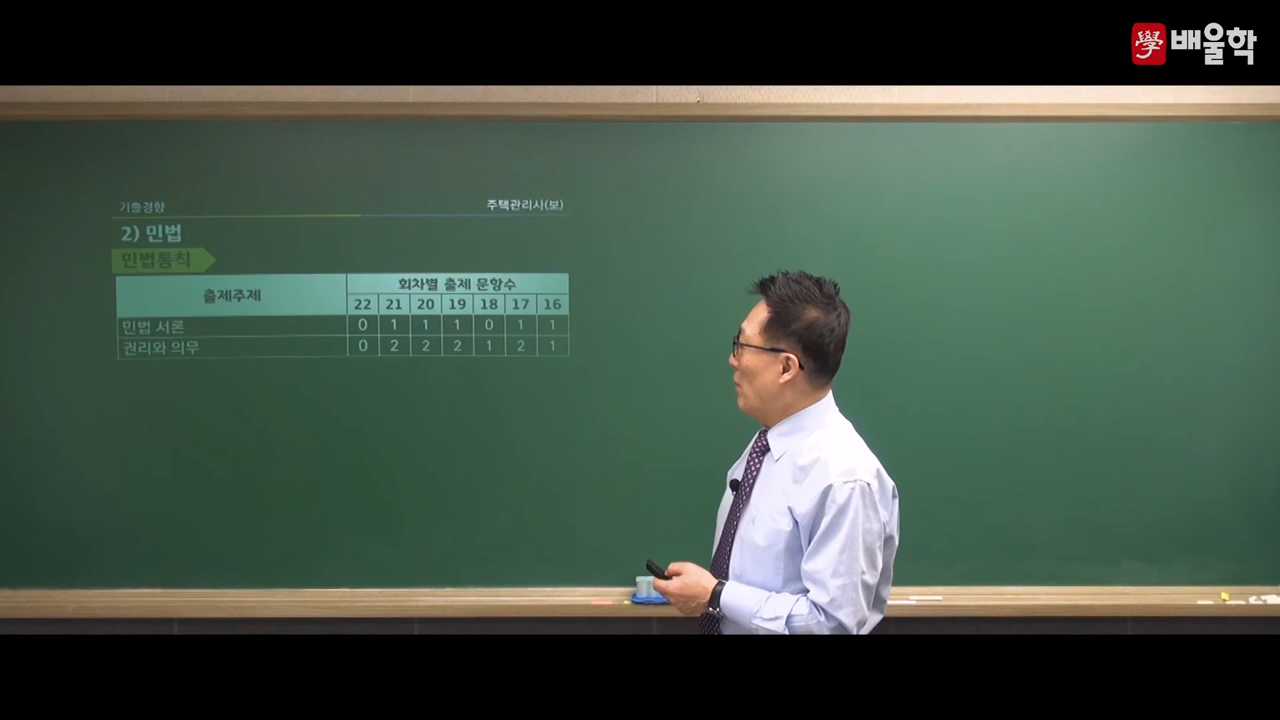 學 배울학
기출경향 주택관리사(보)
2) 민법
민법통칙
출제주제 회차별 출제 문항수
22 21 20 19 18 17 16
민법 서론 0 1 1 1 0 1 1
권리와 의무 0 2 2 2 1 2 1